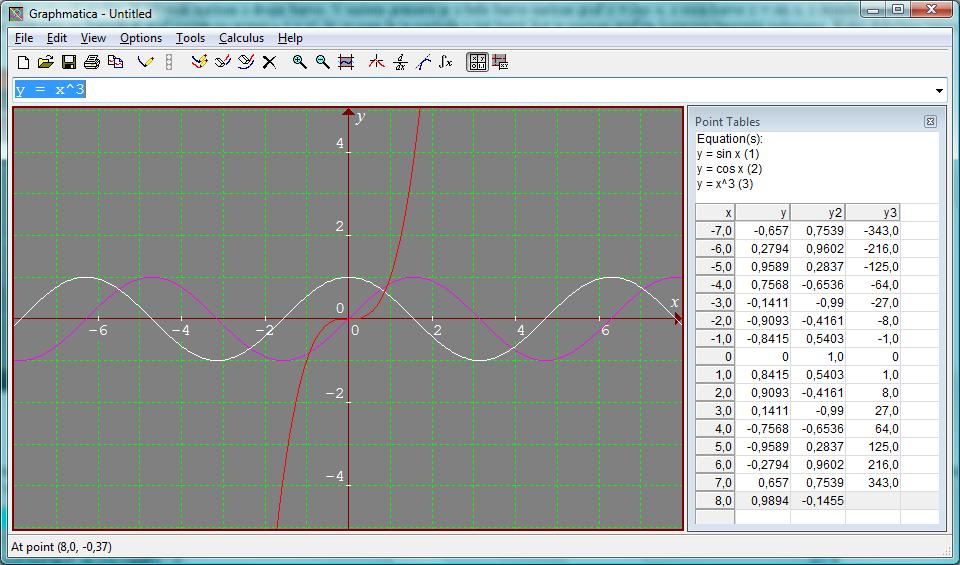 Graphmatica - Untitled
File Edit View Options Tools Calculus Help
d/dx ∫x
y = x^3
Point Tables
Equation(s):
y = sin x (1)
y = cos x (2)
y = x^3 (3)
x y y2 y3
-7,0 -0,657 0,7539 -343,0
-6,0 0,2794 0,9602 -216,0
-5,0 0,9589 0,2837 -125,0
-4,0 0,7568 -0,6536 -64,0
-3,0 -0,1411 -0,99 -27,0
-2,0 -0,9093 -0,4161 -8,0
-1,0 -0,8415 0,5403 -1,0
0 0 1,0 0
1,0 0,8415 0,5403 1,0
2,0 0,9093 -0,4161 8,0
3,0 0,1411 -0,99 27,0
4,0 -0,7568 -0,6536 64,0
5,0 -0,9589 0,2837 125,0
6,0 -0,2794 0,9602 216,0
7,0 0,657 0,7539 343,0
8,0 0,9894 -0,1455
y
4
2
0
x
-6 -4 -2 0 2 4 6
-2
-4
At point (8,0, -0,37)